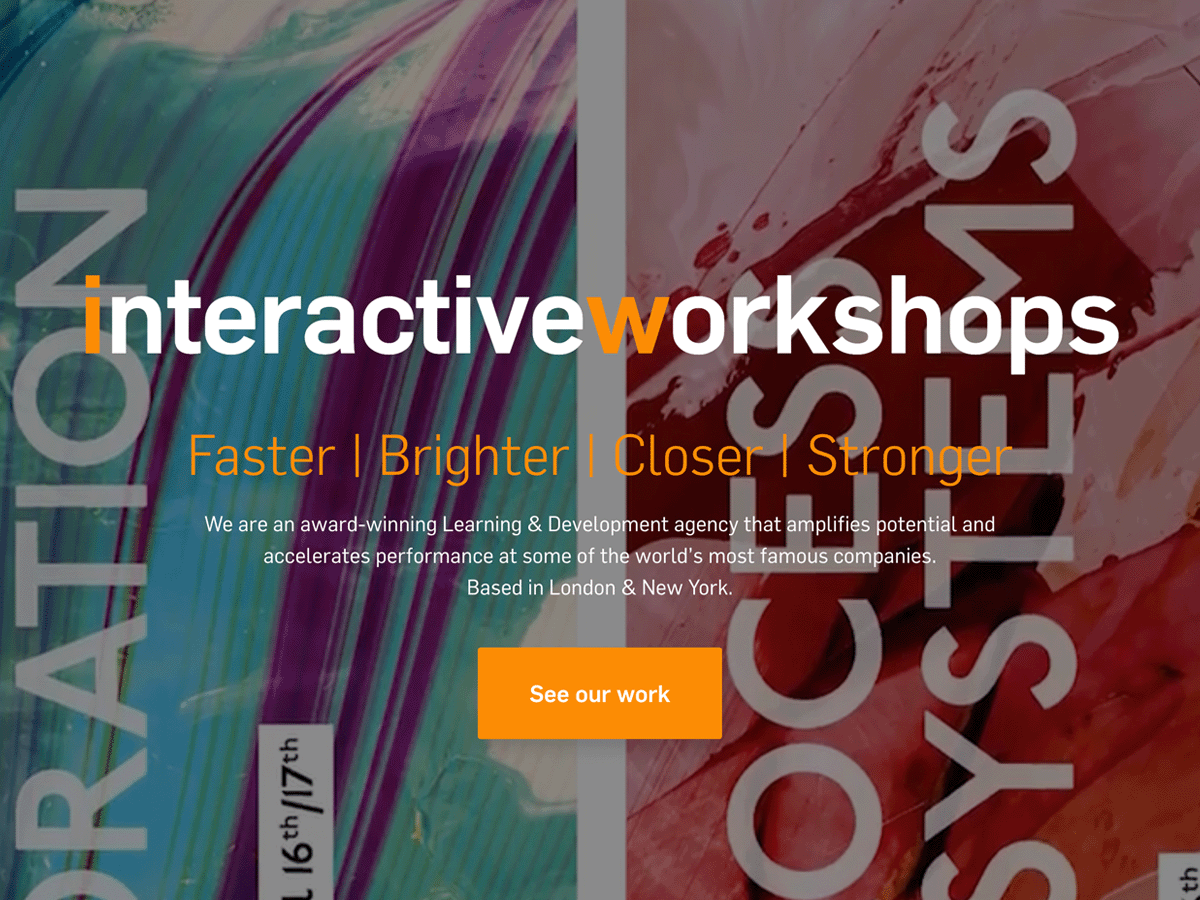 interactiveworkshops
Faster | Brighter | Closer | Stronger
We are an award-winning Learning & Development agency that amplifies potential and
accelerates performance at some of the world's most famous companies.
Based in London & New York.
See our work
RATION
16th/17th
OCESS
SYSTEMS
th